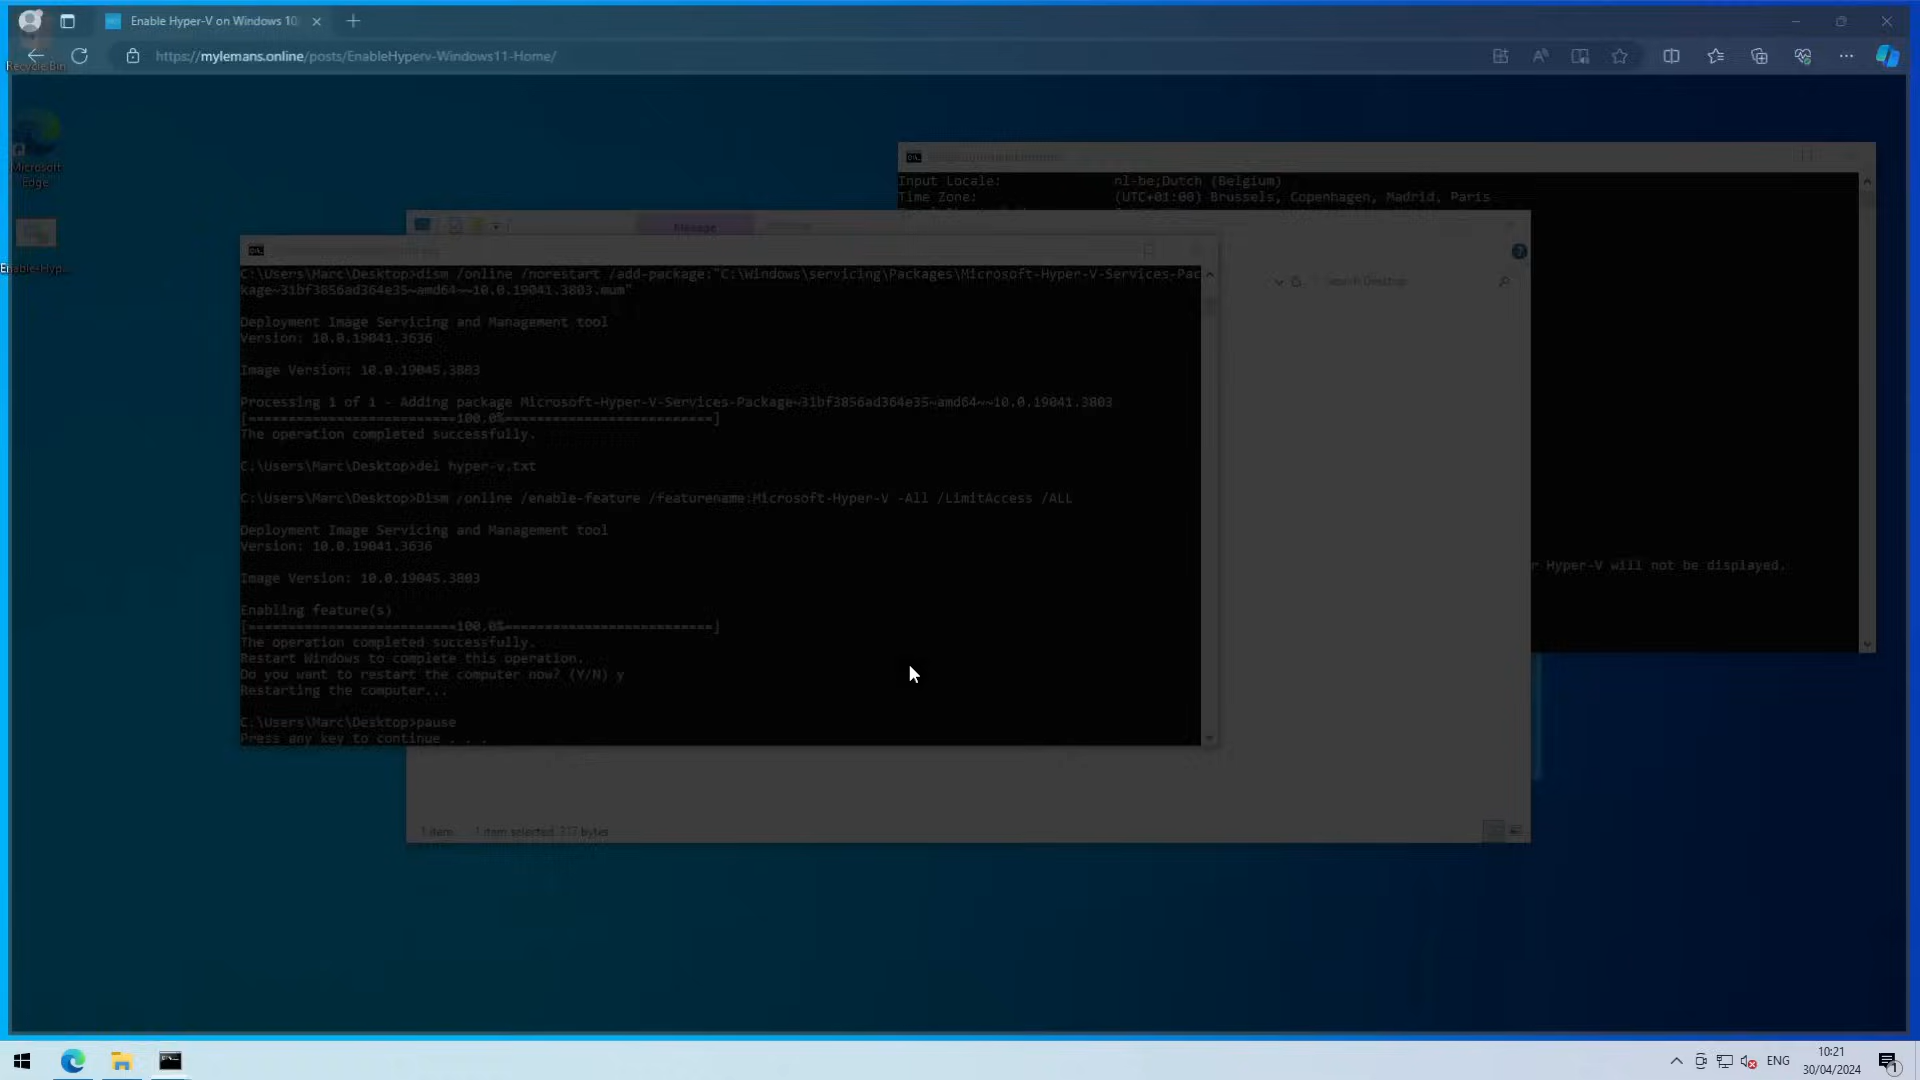 Enable Hyper-V on Windows 10
https://mylemans.online/posts/EnableHyperv-Windows11-Home/
Recycle Bin
Microsoft
Edge
Enable-Hyp...
Input Locale: nl-be;Dutch (Belgium)
Time Zone: (UTC+01:00) Brussels, Copenhagen, Madrid, Paris
Manage
Search Desktop
r Hyper-V will not be displayed.
C:\Users\Marc\Desktop>dism /online /norestart /add-package:"C:\Windows\servicing\Packages\Microsoft-Hyper-V-Services-Pac
kage~31bf3856ad364e35~amd64~~10.0.19041.3803.mum"
Deployment Image Servicing and Management tool
Version: 10.0.19041.3636
Image Version: 10.0.19045.3803
Processing 1 of 1 - Adding package Microsoft-Hyper-V-Services-Package~31bf3856ad364e35~amd64~~10.0.19041.3803
[==========================100.0%==========================]
The operation completed successfully.
C:\Users\Marc\Desktop>del hyper-v.txt
C:\Users\Marc\Desktop>Dism /online /enable-feature /featurename:Microsoft-Hyper-V -All /LimitAccess /ALL
Deployment Image Servicing and Management tool
Version: 10.0.19041.3636
Image Version: 10.0.19045.3803
Enabling feature(s)
[==========================100.0%==========================]
The operation completed successfully.
Restart Windows to complete this operation.
Do you want to restart the computer now? (Y/N) y
Restarting the computer...
C:\Users\Marc\Desktop>pause
Press any key to continue . . .
1 item 1 item selected 317 bytes
ENG
10:21
30/04/2024
1